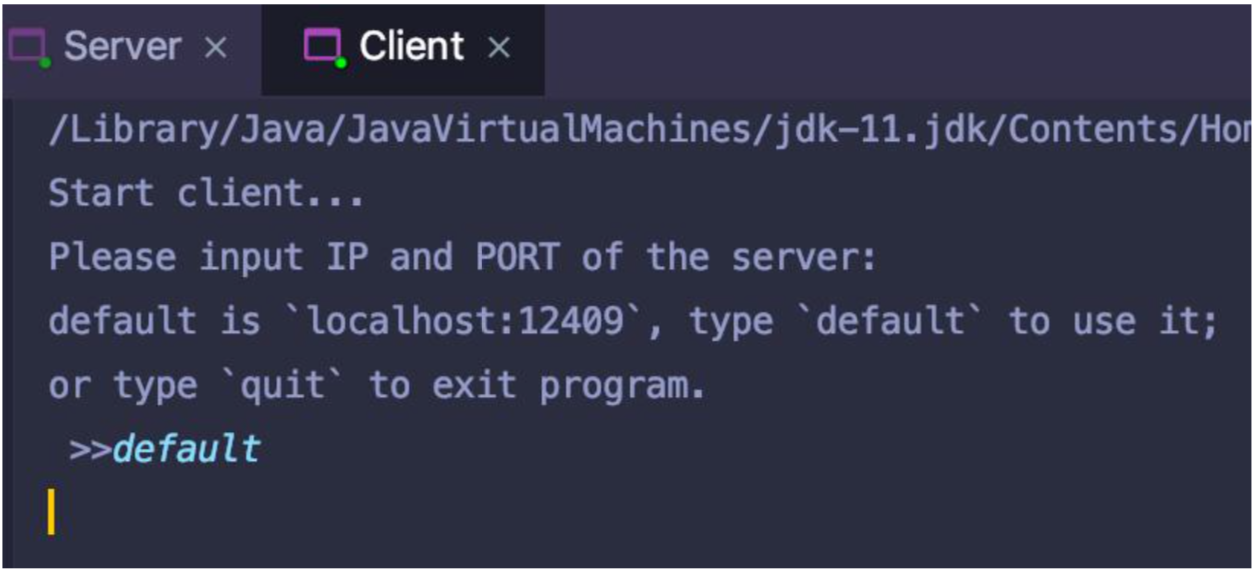 Server × Client ×
/Library/Java/JavaVirtualMachines/jdk-11.jdk/Contents/Hom
Start client...
Please input IP and PORT of the server:
default is `localhost:12409`, type `default` to use it;
or type `quit` to exit program.
>>default